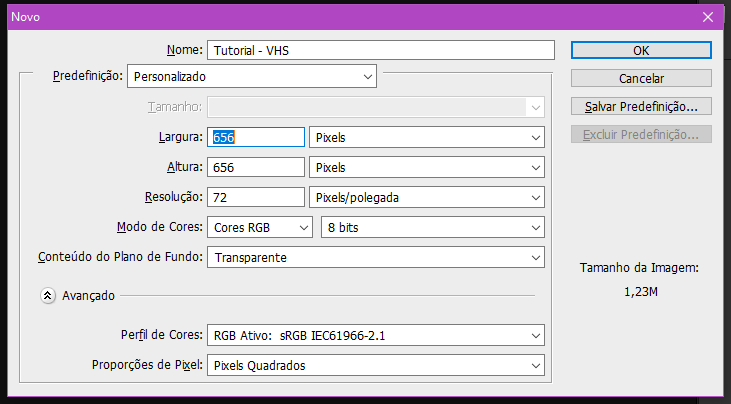 Novo
Nome: Tutorial - VHS
OK
Predefinição: Personalizado
Cancelar
Tamanho:
Salvar Predefinição...
Largura: 656 Pixels
Excluir Predefinição...
Altura: 656 Pixels
Resolução: 72 Pixels/polegada
Modo de Cores: Cores RGB 8 bits
Conteúdo do Plano de Fundo: Transparente
Tamanho da Imagem:
1,23M
Avançado
Perfil de Cores: RGB Ativo: sRGB IEC61966-2.1
Proporções de Pixel: Pixels Quadrados